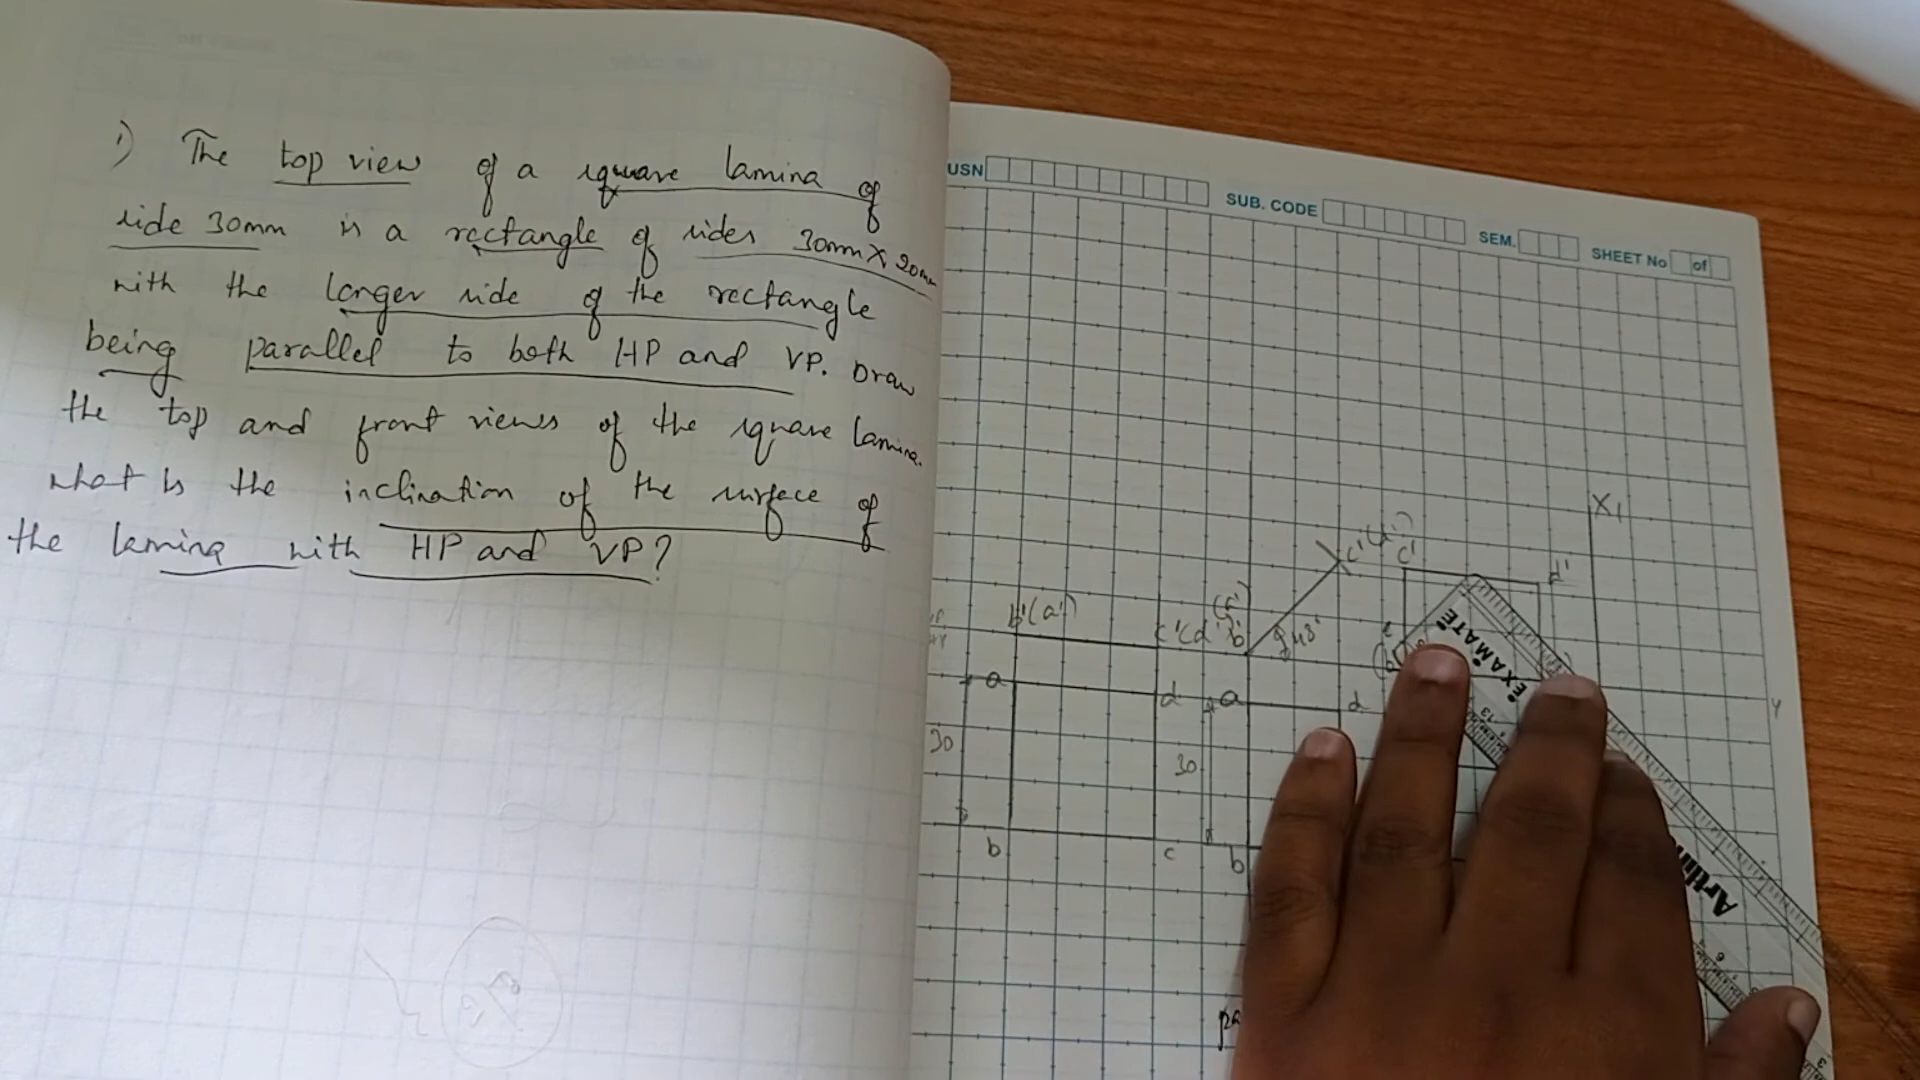 1) The top view of a square lamina of
side 30mm is a rectangle of sides 30mm X 20mm
with the longer side of the rectangle
being parallel to both HP and VP. Draw
the top and front views of the square lamina.
what is the inclination of the surface of
the lamina with HP and VP?
USN SUB. CODE SEM. SHEET No of
X1
c'(d')
c' d'
b'(a') c'(d' (a') b' 48°
a d a d Y
30 30
b c b
EXAMATE
Artlin